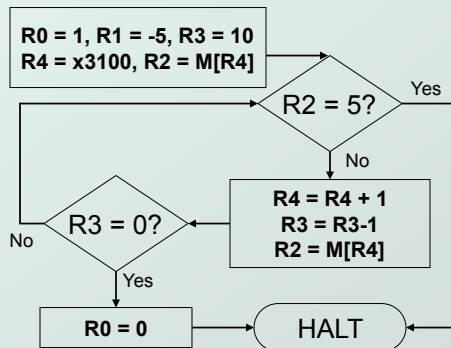 R0 = 1, R1 = -5, R3 = 10
R4 = x3100, R2 = M[R4]
R2 = 5?
Yes
No
R4 = R4 + 1
R3 = R3-1
R2 = M[R4]
R3 = 0?
No
Yes
R0 = 0
HALT